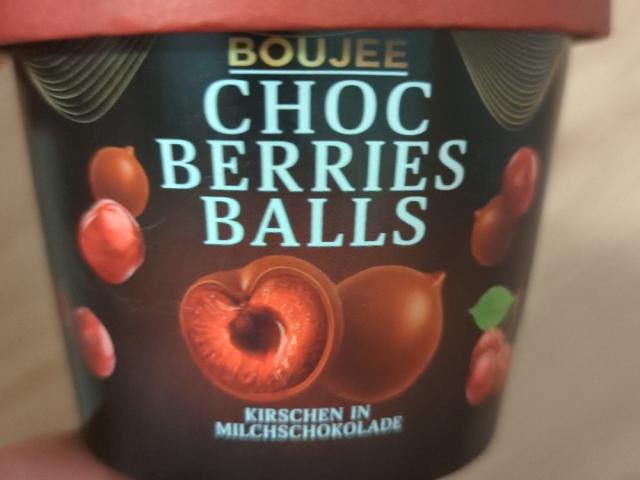 BOUJEE
CHOC
BERRIES
BALLS
KIRSCHEN IN
MILCHSCHOKOLADE